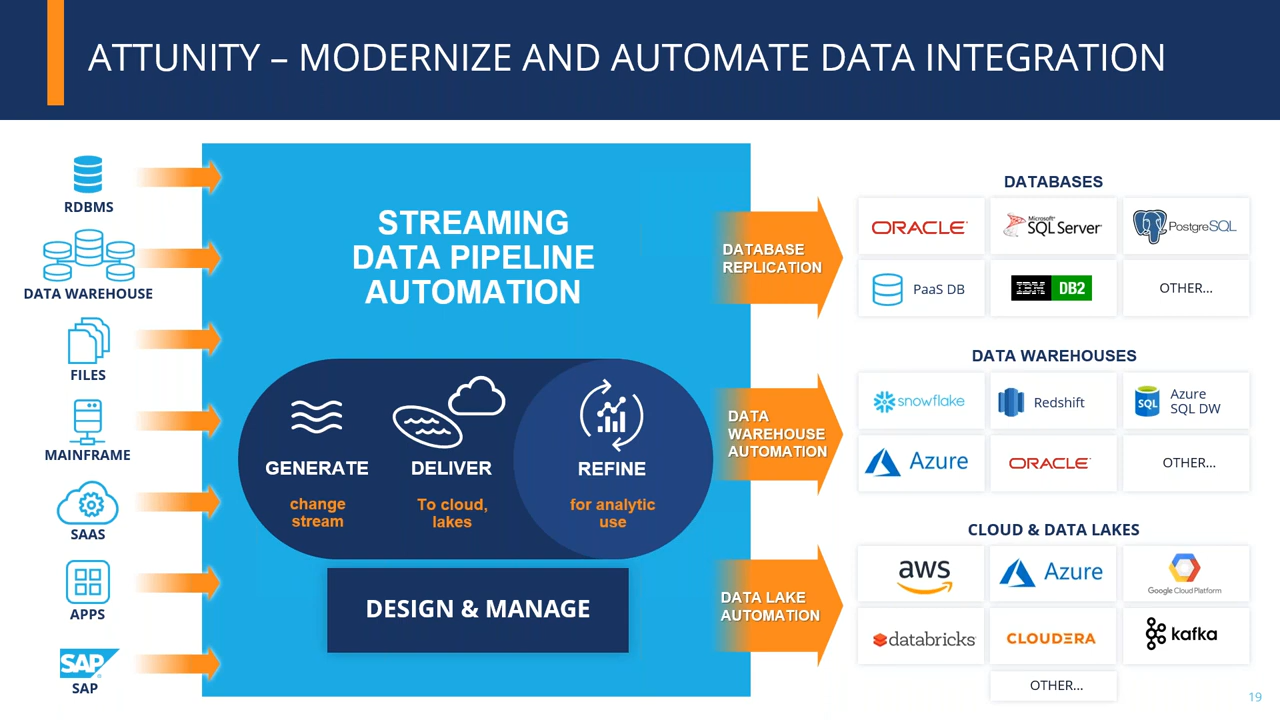 ATTUNITY – MODERNIZE AND AUTOMATE DATA INTEGRATION
RDBMS
DATA WAREHOUSE
FILES
MAINFRAME
SAAS
APPS
SAP
SAP
STREAMING
DATA PIPELINE
AUTOMATION
GENERATE
change
stream
DELIVER
To cloud,
lakes
REFINE
for analytic
use
DESIGN & MANAGE
DATABASE
REPLICATION
DATA
WAREHOUSE
AUTOMATION
DATA LAKE
AUTOMATION
DATABASES
ORACLE
Microsoft
SQL Server
PostgreSQL
PaaS DB
IBM DB2
OTHER...
DATA WAREHOUSES
snowflake
Redshift
SQL
Azure
SQL DW
Azure
ORACLE
OTHER...
CLOUD & DATA LAKES
aws
Azure
Google Cloud Platform
databricks
CLOUDERA
kafka
OTHER...
19